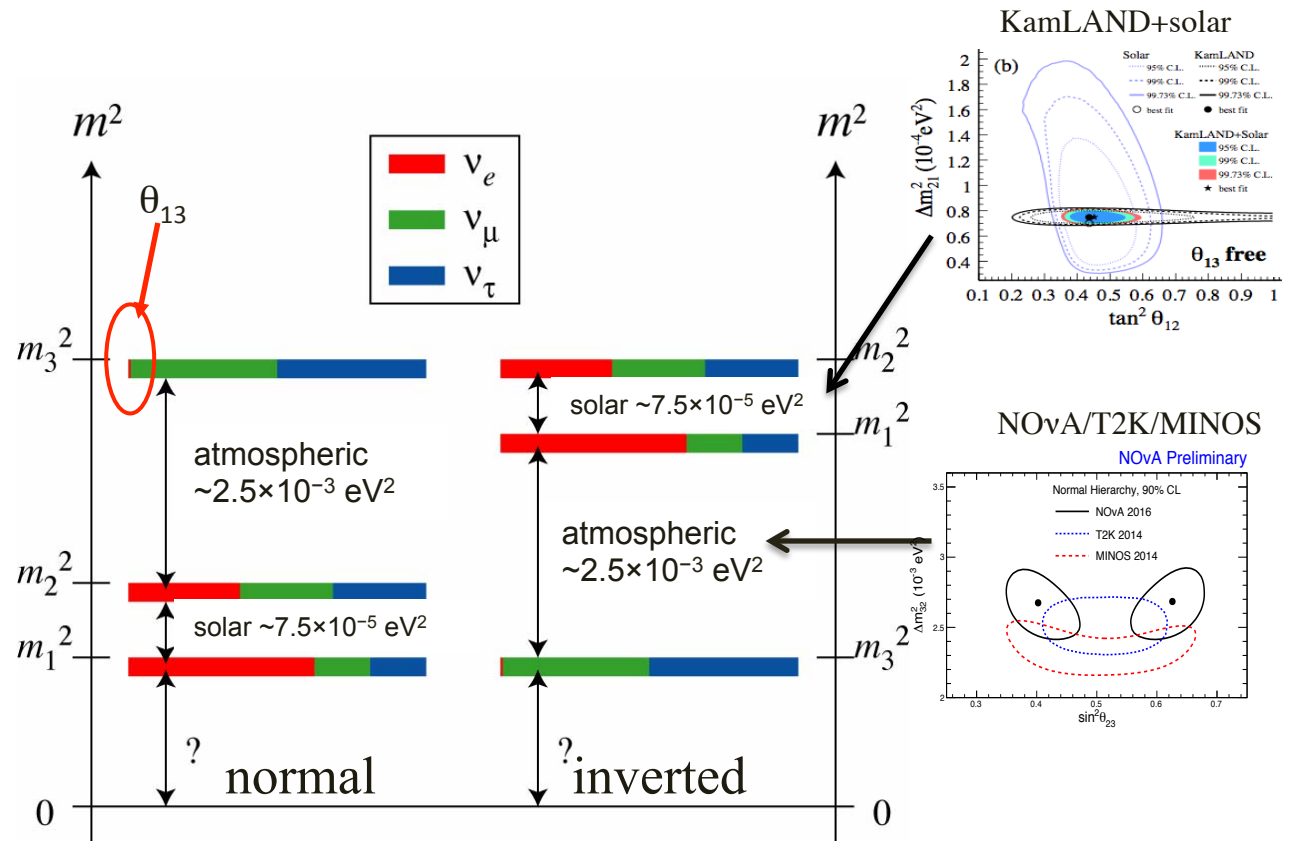 KamLAND+solar
(b)
Solar KamLAND
95% C.L. 95% C.L.
99% C.L. 99% C.L.
99.73% C.L. 99.73% C.L.
best fit best fit
KamLAND+Solar
95% C.L.
99% C.L.
99.73% C.L.
best fit
θ13 free
Δm²21 (10⁻⁴eV²)
2
1.8
1.6
1.4
1.2
1
0.8
0.6
0.4
0.1 0.2 0.3 0.4 0.5 0.6 0.7 0.8 0.9 1
tan² θ12
m² m²
νe
νμ
ντ
θ13
m3² m2²
solar ~7.5×10⁻⁵ eV²
m1²
atmospheric
~2.5×10⁻³ eV²
atmospheric
~2.5×10⁻³ eV²
m2²
solar ~7.5×10⁻⁵ eV²
m1² m3²
? ?
normal inverted
0 0
NOνA/T2K/MINOS
NOvA Preliminary
Normal Hierarchy, 90% CL
NOvA 2016
T2K 2014
MINOS 2014
Δm²32 (10⁻³ eV²)
3.5
3
2.5
2
0.3 0.4 0.5 0.6 0.7
sin²θ23